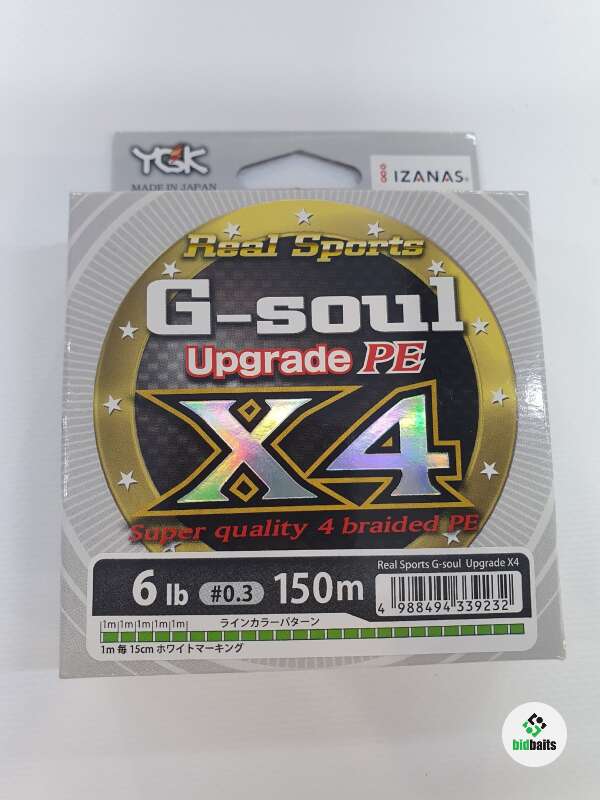 YGK
MADE IN JAPAN
IZANAS®
Real Sports
G-soul
Upgrade PE
X4
Super quality 4 braided PE
6 lb #0.3 150m
Real Sports G-soul Upgrade X4
4 988494 339232
1m 1m 1m 1m 1m
ラインカラーパターン
1m 毎 15cm ホワイトマーキング
bidbaits